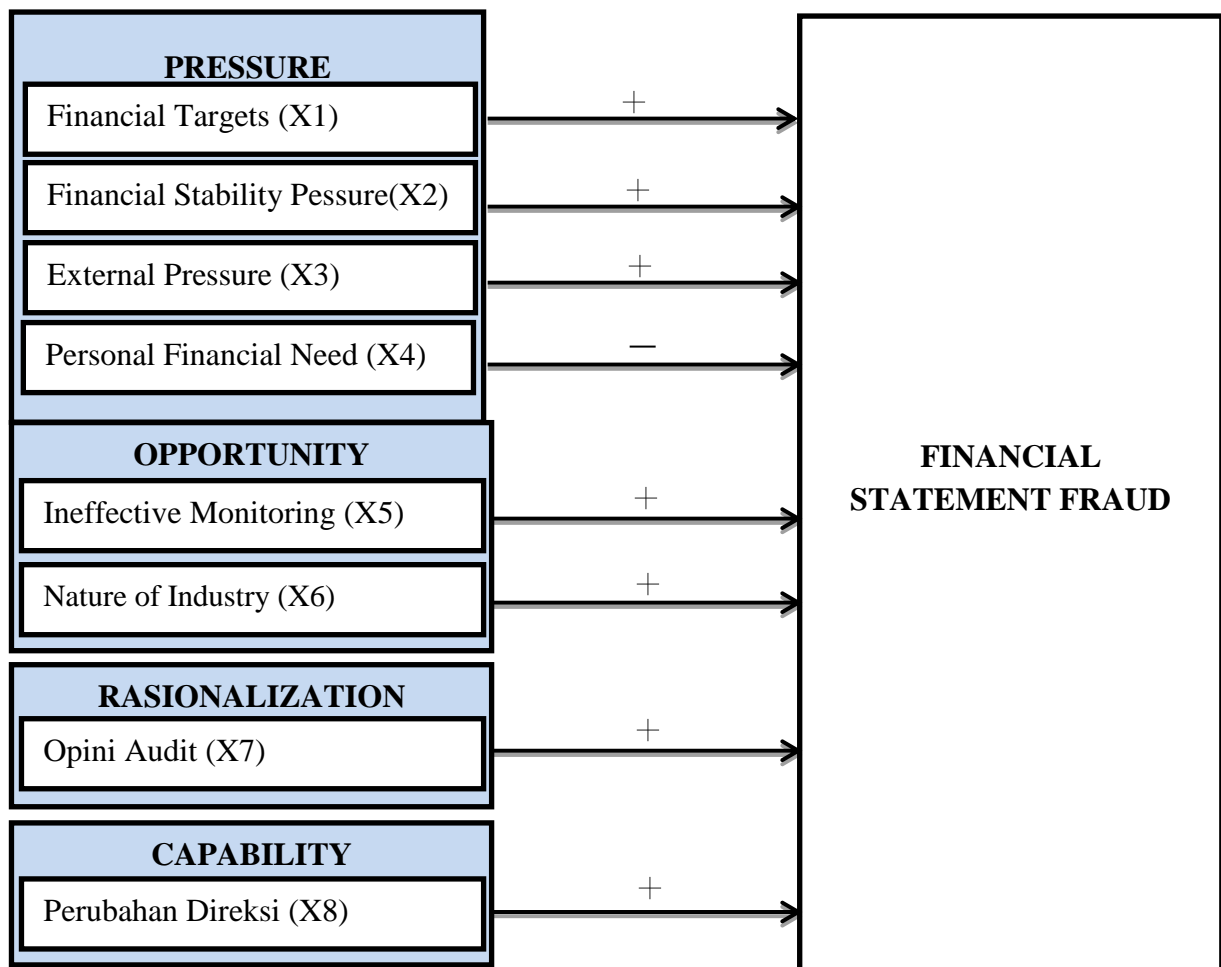 PRESSURE
Financial Targets (X1)
+
Financial Stability Pessure(X2)
+
External Pressure (X3)
+
Personal Financial Need (X4)
−
OPPORTUNITY
Ineffective Monitoring (X5)
+
Nature of Industry (X6)
+
RASIONALIZATION
Opini Audit (X7)
+
CAPABILITY
Perubahan Direksi (X8)
+
FINANCIAL
STATEMENT FRAUD